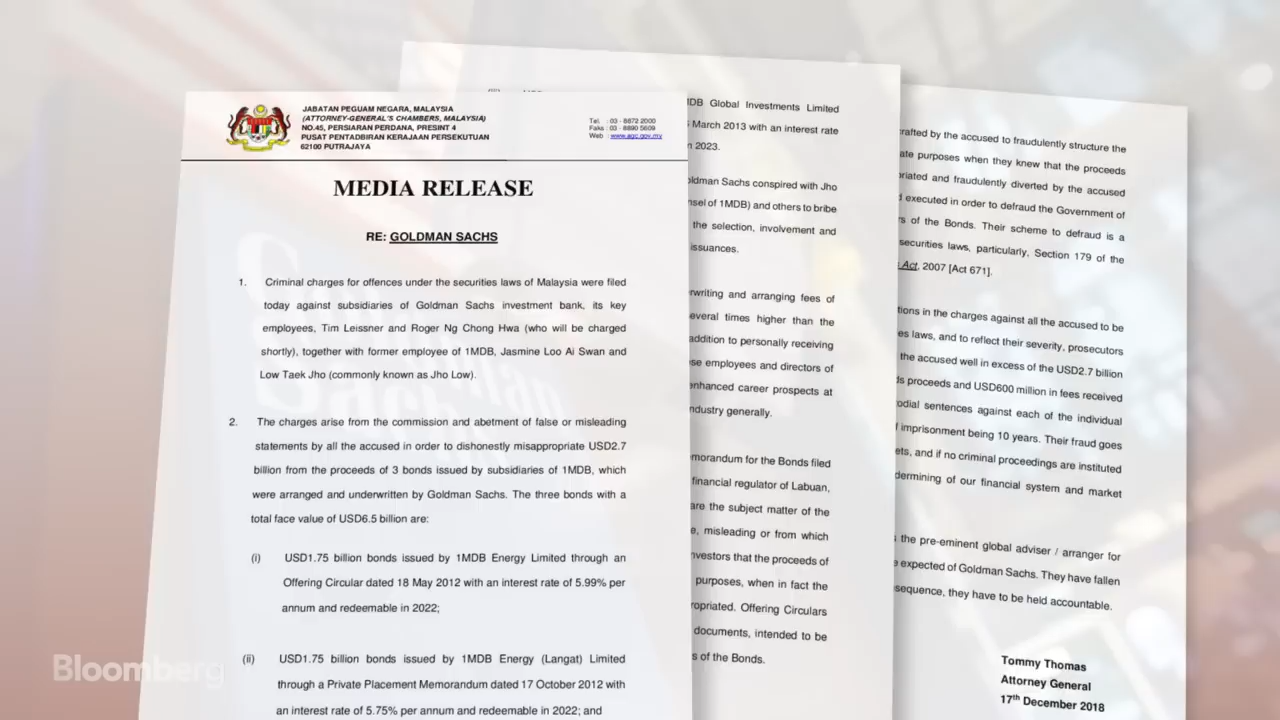 JABATAN PEGUAM NEGARA, MALAYSIA
(ATTORNEY-GENERAL'S CHAMBERS, MALAYSIA)
NO.45, PERSIARAN PERDANA, PRESINT 4
PUSAT PENTADBIRAN KERAJAAN PERSEKUTUAN
62100 PUTRAJAYA
Tel. : 03 - 8872 2000
Faks : 03 - 8890 5609
Web : www.agc.gov.my
MEDIA RELEASE
RE: GOLDMAN SACHS
1. Criminal charges for offences under the securities laws of Malaysia were filed
today against subsidiaries of Goldman Sachs investment bank, its key
employees, Tim Leissner and Roger Ng Chong Hwa (who will be charged
shortly), together with former employee of 1MDB, Jasmine Loo Ai Swan and
Low Taek Jho (commonly known as Jho Low).
2. The charges arise from the commission and abetment of false or misleading
statements by all the accused in order to dishonestly misappropriate USD2.7
billion from the proceeds of 3 bonds issued by subsidiaries of 1MDB, which
were arranged and underwritten by Goldman Sachs. The three bonds with a
total face value of USD6.5 billion are:
(i) USD1.75 billion bonds issued by 1MDB Energy Limited through an
Offering Circular dated 18 May 2012 with an interest rate of 5.99% per
annum and redeemable in 2022;
(ii) USD1.75 billion bonds issued by 1MDB Energy (Langat) Limited
through a Private Placement Memorandum dated 17 October 2012 with
an interest rate of 5.75% per annum and redeemable in 2022; and
MDB Global Investments Limited
March 2013 with an interest rate
n 2023.
oldman Sachs conspired with Jho
nsel of 1MDB) and others to bribe
the selection, involvement and
issuances.
rwriting and arranging fees of
everal times higher than the
addition to personally receiving
se employees and directors of
enhanced career prospects at
ndustry generally.
morandum for the Bonds filed
financial regulator of Labuan,
are the subject matter of the
e, misleading or from which
nvestors that the proceeds of
purposes, when in fact the
ropriated. Offering Circulars
documents, intended to be
s of the Bonds.
rafted by the accused to fraudulently structure the
ate purposes when they knew that the proceeds
priated and fraudulently diverted by the accused
d executed in order to defraud the Government of
rs of the Bonds. Their scheme to defraud is a
securities laws, particularly, Section 179 of the
Act, 2007 [Act 671].
tions in the charges against all the accused to be
es laws, and to reflect their severity, prosecutors
the accused well in excess of the USD2.7 billion
ds proceeds and USD600 million in fees received
odial sentences against each of the individual
f imprisonment being 10 years. Their fraud goes
ets, and if no criminal proceedings are instituted
dermining of our financial system and market
the pre-eminent global adviser / arranger for
e expected of Goldman Sachs. They have fallen
nsequence, they have to be held accountable.
Tommy Thomas
Attorney General
17th December 2018
Bloomberg